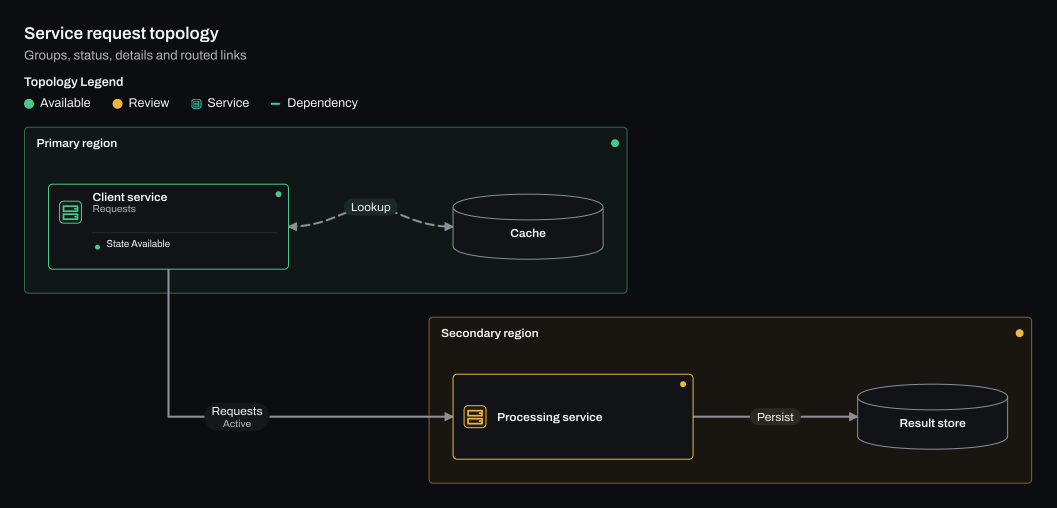 Service request topology
Groups, status, details and routed links
Topology Legend
Available
Review
Service
Dependency
Primary region
Client service
Requests
State Available
Lookup
Cache
Secondary region
Requests
Active
Processing service
Persist
Result store